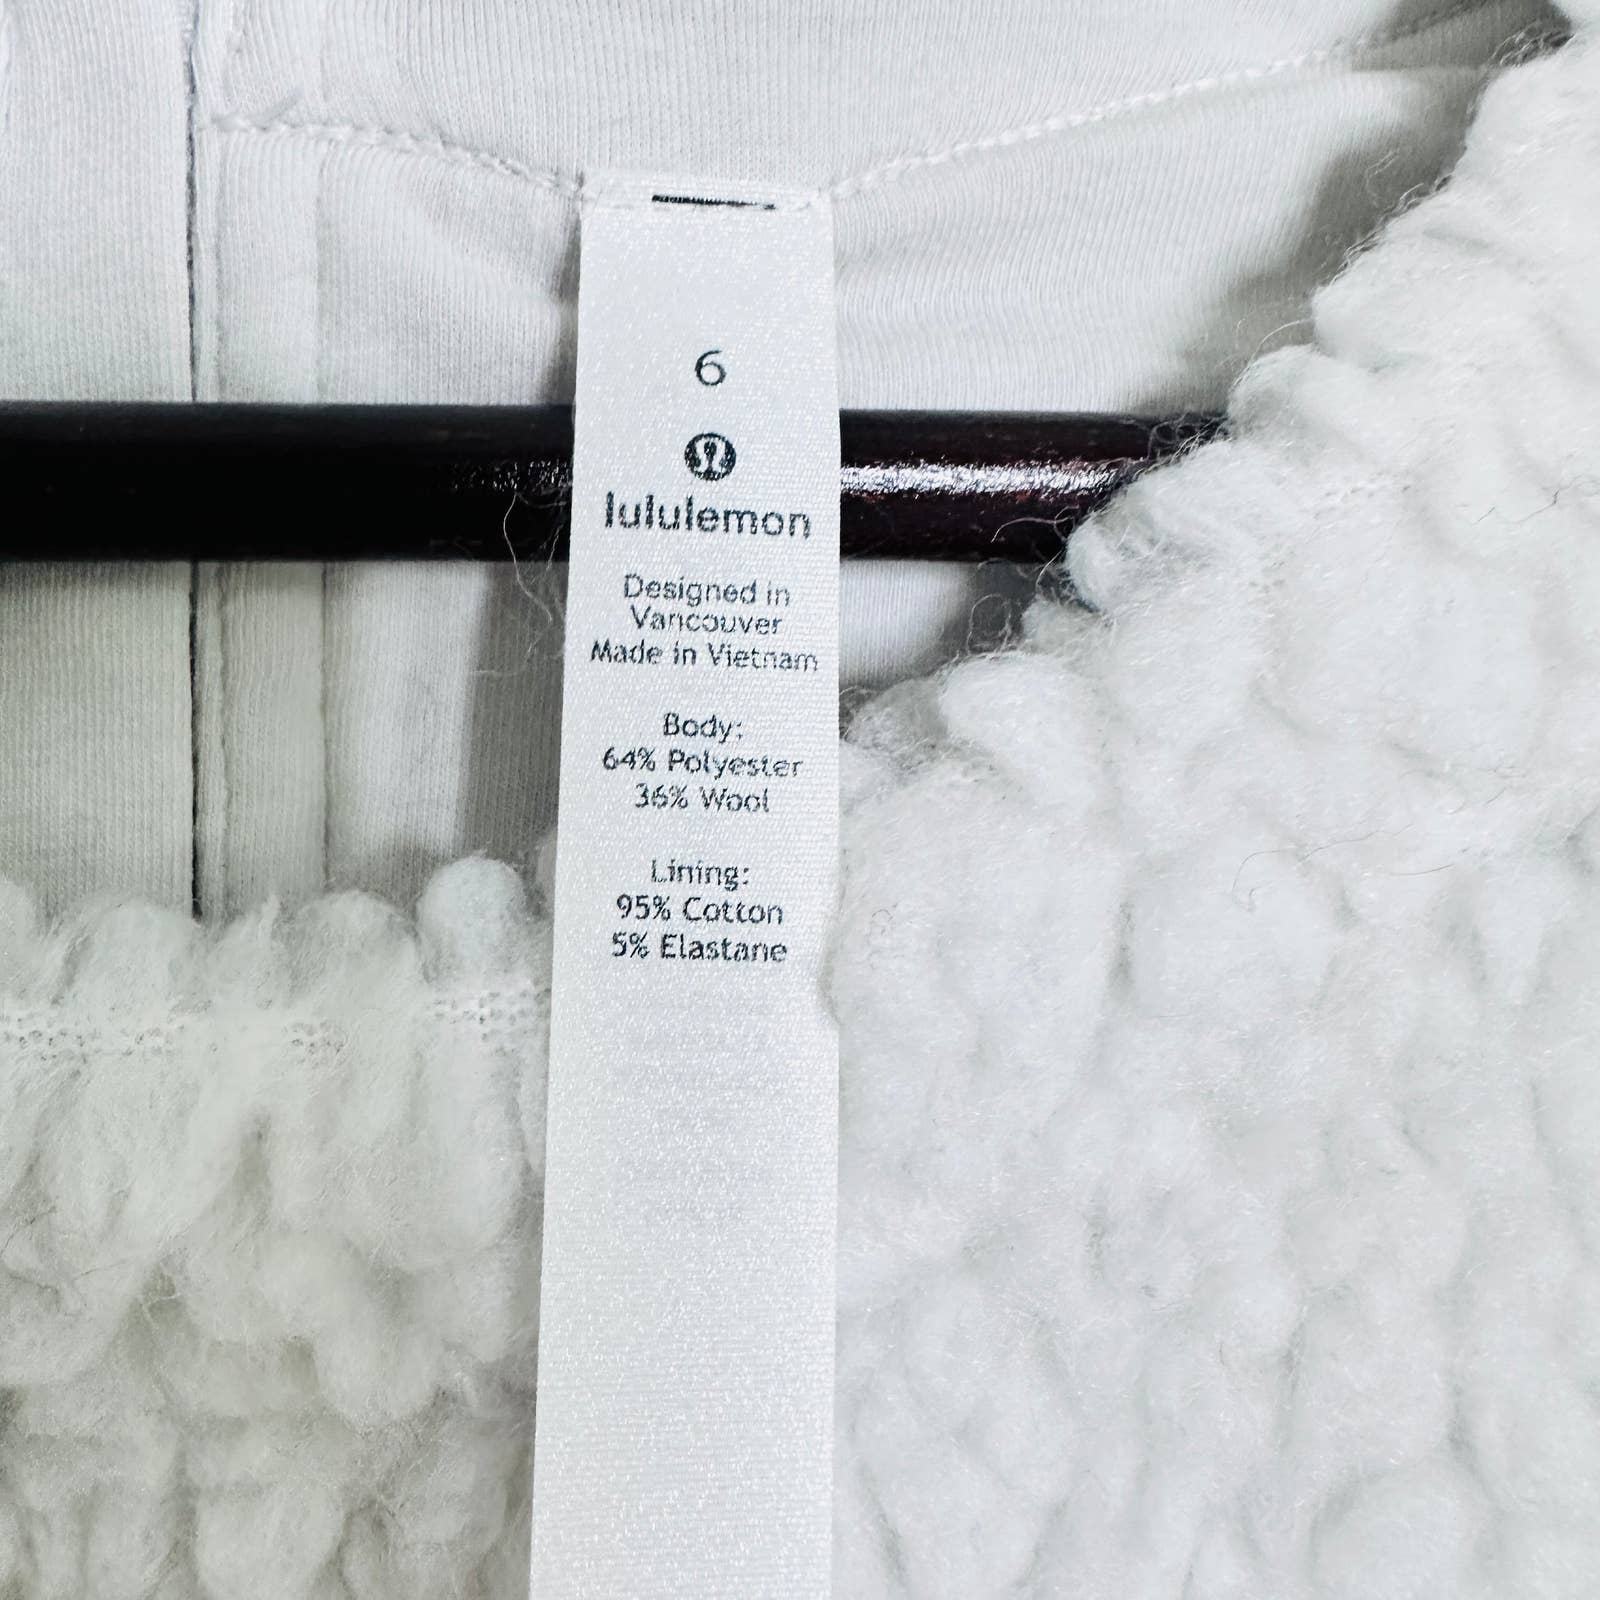 6
lululemon
Designed in
Vancouver
Made in Vietnam
Body:
64% Polyester
36% Wool
Lining:
95% Cotton
5% Elastane